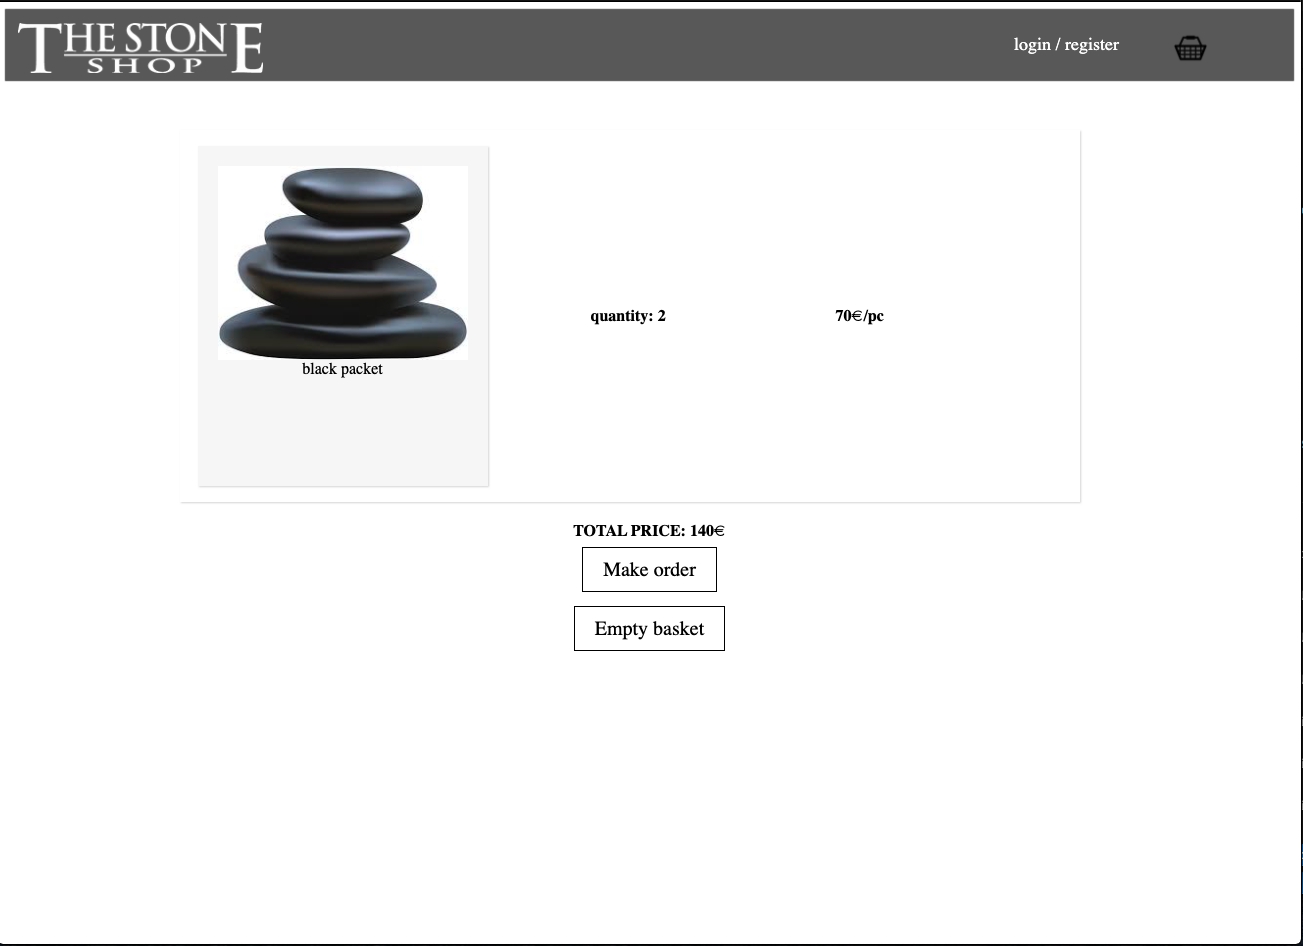 THE STONE
SHOP
login / register
quantity: 2
70€/pc
black packet
TOTAL PRICE: 140€
Make order
Empty basket